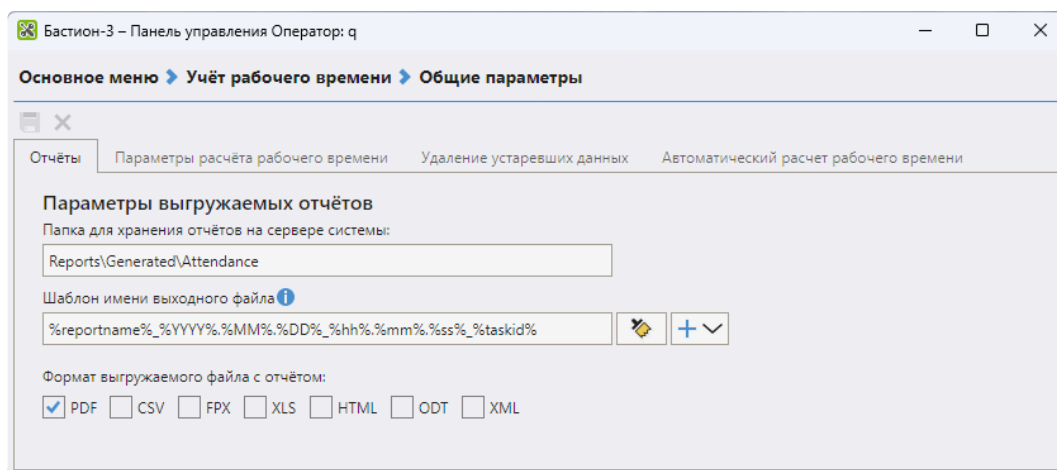 Бастион-3 – Панель управления Оператор: q
Основное меню Учёт рабочего времени Общие параметры
Отчёты Параметры расчёта рабочего времени Удаление устаревших данных Автоматический расчет рабочего времени
Параметры выгружаемых отчётов
Папка для хранения отчётов на сервере системы:
Reports\Generated\Attendance
Шаблон имени выходного файла
%reportname%_%YYYY%.%MM%.%DD%_%hh%.%mm%.%ss%_%taskid%
Формат выгружаемого файла с отчётом:
PDF CSV FPX XLS HTML ODT XML